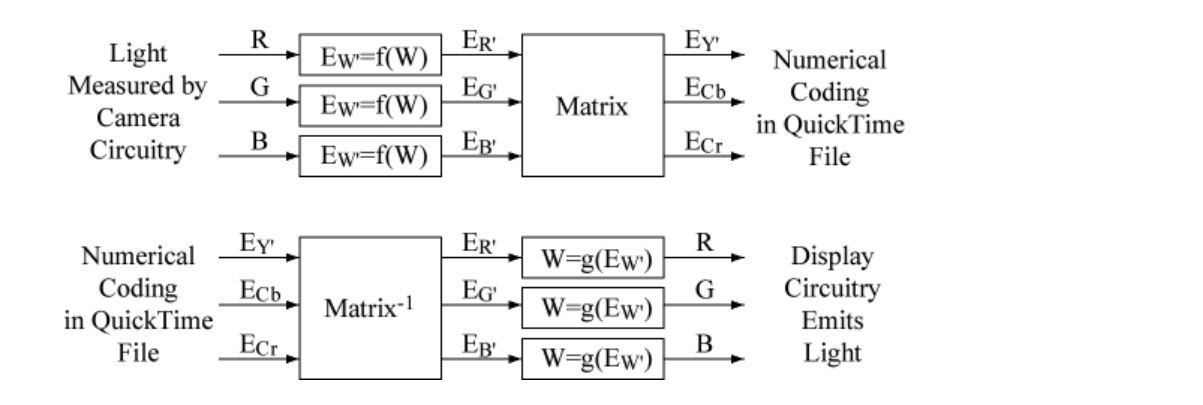 Light
Measured by
Camera
Circuitry
R
G
B
EW'=f(W)
EW'=f(W)
EW'=f(W)
ER'
EG'
EB'
Matrix
EY'
ECb
ECr
Numerical
Coding
in QuickTime
File
Numerical
Coding
in QuickTime
File
EY'
ECb
ECr
Matrix-1
ER'
EG'
EB'
W=g(EW')
W=g(EW')
W=g(EW')
R
G
B
Display
Circuitry
Emits
Light